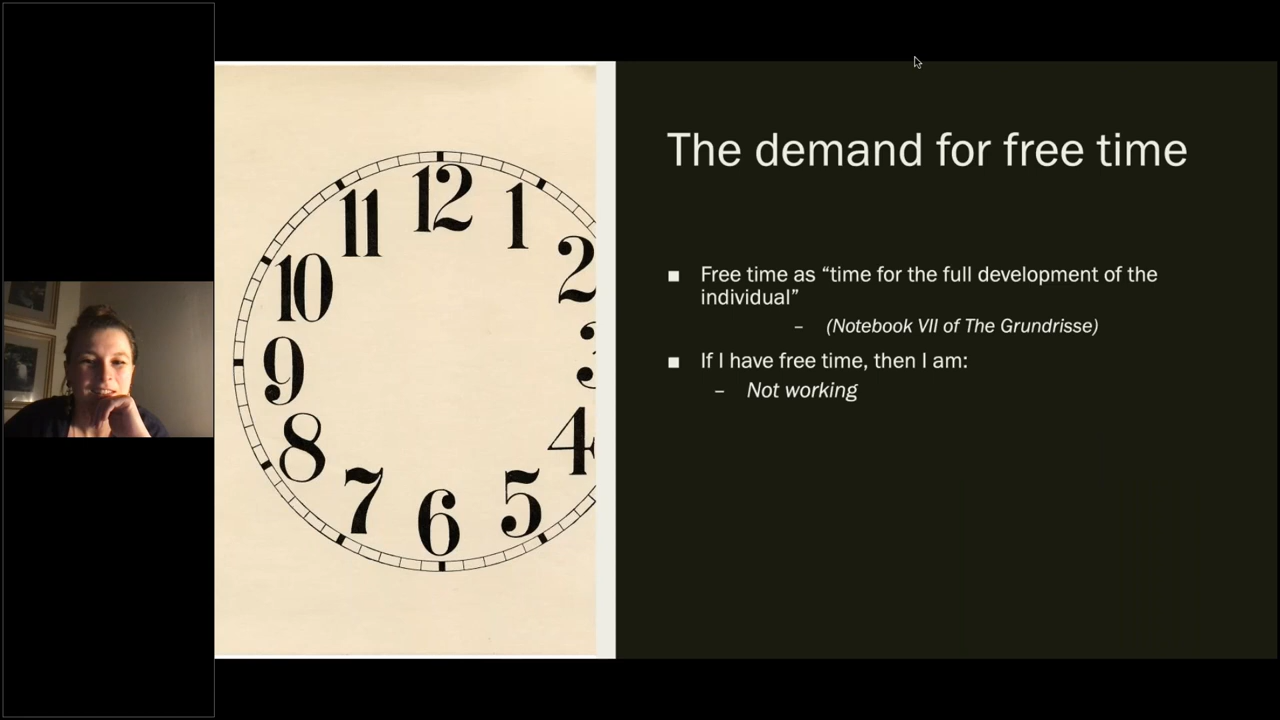 The demand for free time
■ Free time as “time for the full development of the
individual”
– (Notebook VII of The Grundrisse)
■ If I have free time, then I am:
– Not working
12
1
2
3
4
5
6
7
8
9
10
11